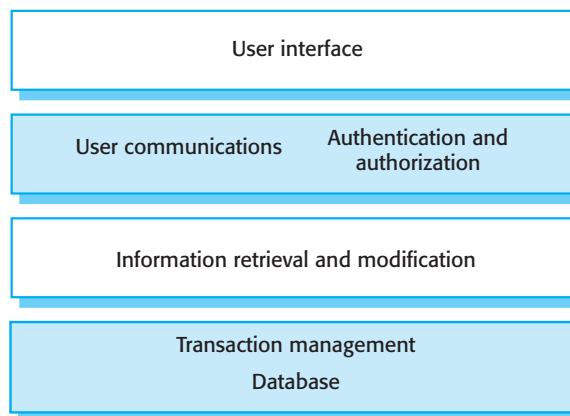 User interface
User communications
Authentication and
authorization
Information retrieval and modification
Transaction management
Database